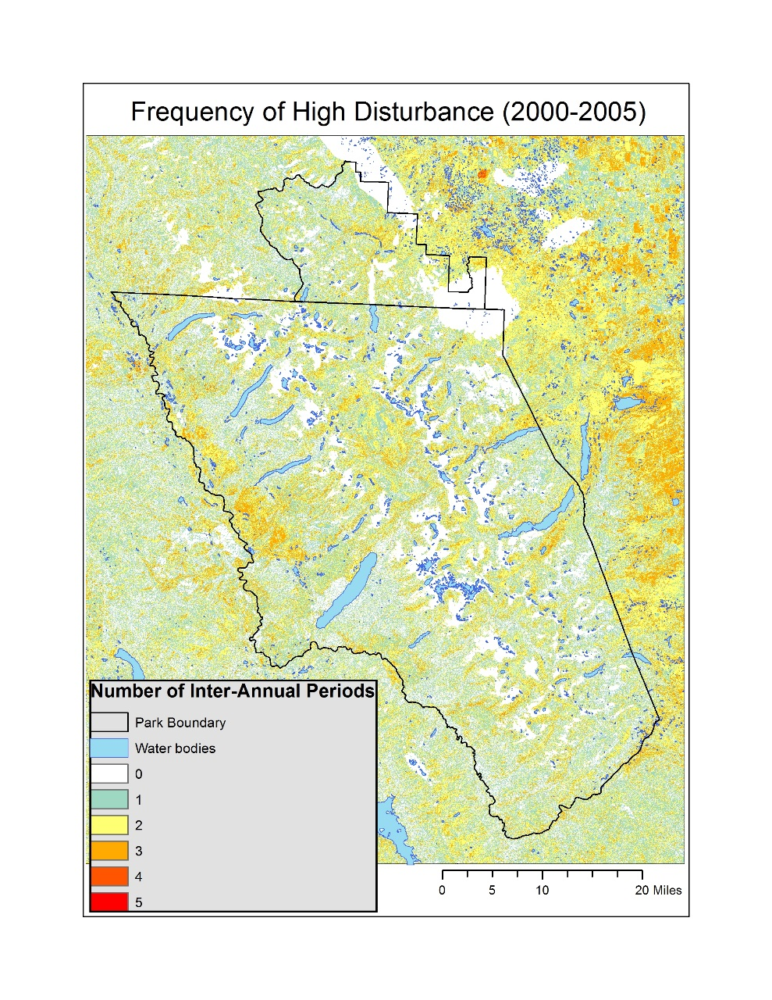 Frequency of High Disturbance (2000-2005)
Number of Inter-Annual Periods
Park Boundary
Water bodies
0
1
2
3
4
5
0 5 10 20 Miles